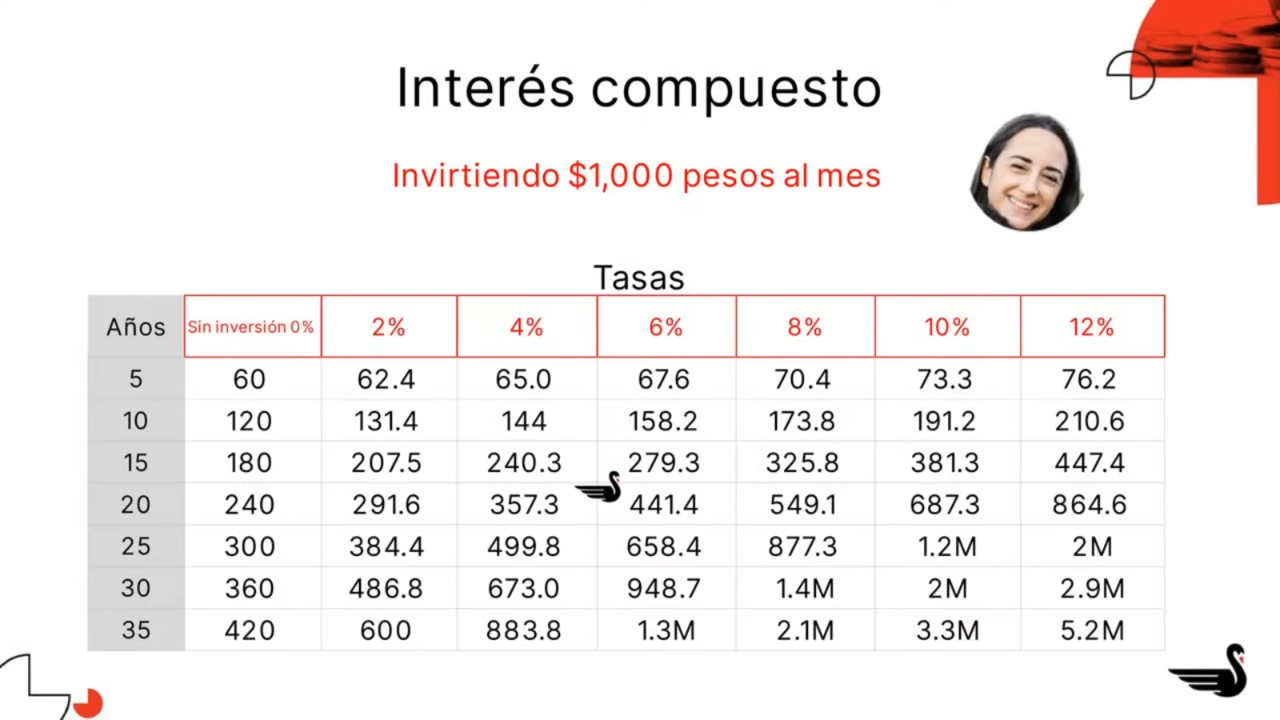 Interés compuesto
Invirtiendo $1,000 pesos al mes
Tasas
Años Sin inversión 0% 2% 4% 6% 8% 10% 12%
5 60 62.4 65.0 67.6 70.4 73.3 76.2
10 120 131.4 144 158.2 173.8 191.2 210.6
15 180 207.5 240.3 279.3 325.8 381.3 447.4
20 240 291.6 357.3 441.4 549.1 687.3 864.6
25 300 384.4 499.8 658.4 877.3 1.2M 2M
30 360 486.8 673.0 948.7 1.4M 2M 2.9M
35 420 600 883.8 1.3M 2.1M 3.3M 5.2M